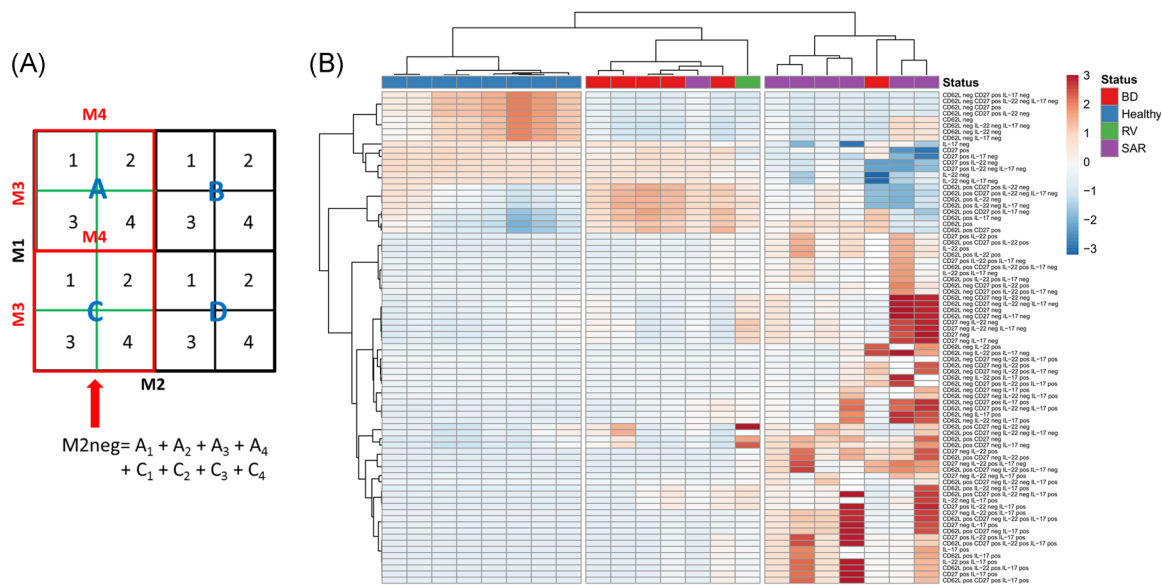 (A)
M4
1 2 1 2
M3
A B
3 4 3 4
M1
M4
1 2 1 2
M3
C D
3 4 3 4
M2
M2neg= A1 + A2 + A3 + A4
+ C1 + C2 + C3 + C4
(B)
Status
CD62L neg CD27 pos IL−17 neg
CD62L neg CD27 pos IL−22 neg IL−17 neg
CD62L neg CD27 pos
CD62L neg CD27 pos IL−22 neg
CD62L neg
CD62L neg IL−22 neg IL−17 neg
CD62L neg IL−22 neg
CD62L neg IL−17 neg
IL−17 neg
CD27 pos
CD27 pos IL−17 neg
CD27 pos IL−22 neg
CD27 pos IL−22 neg IL−17 neg
IL−22 neg
IL−22 neg IL−17 neg
CD62L pos CD27 pos IL−22 neg
CD62L pos CD27 pos IL−22 neg IL−17 neg
CD62L pos IL−22 neg
CD62L pos IL−22 neg IL−17 neg
CD62L pos CD27 pos IL−17 neg
CD62L pos IL−17 neg
CD62L pos
CD62L pos CD27 pos
CD27 pos IL−22 pos
CD62L pos CD27 pos IL−22 pos
IL−22 pos
CD62L pos IL−22 pos
CD27 pos IL−22 pos IL−17 neg
CD62L pos CD27 pos IL−22 pos IL−17 neg
IL−22 pos IL−17 neg
CD62L pos IL−22 pos IL−17 neg
CD62L neg CD27 pos IL−22 pos
CD62L neg CD27 pos IL−22 pos IL−17 neg
CD62L neg CD27 neg IL−22 neg
CD62L neg CD27 neg IL−22 neg IL−17 neg
CD62L neg CD27 neg
CD62L neg CD27 neg IL−17 neg
CD27 neg IL−22 neg
CD27 neg IL−22 neg IL−17 neg
CD27 neg
CD27 neg IL−17 neg
CD62L neg IL−22 pos
CD62L neg IL−22 pos IL−17 neg
CD62L neg CD27 neg IL−22 pos IL−17 pos
CD62L neg CD27 neg IL−22 pos
CD62L neg IL−22 pos IL−17 pos
CD62L neg CD27 pos IL−22 pos IL−17 pos
CD62L neg CD27 neg IL−17 pos
CD62L neg CD27 neg IL−22 neg IL−17 pos
CD62L neg CD27 pos IL−17 pos
CD62L neg CD27 pos IL−22 neg IL−17 pos
CD62L neg IL−17 pos
CD62L neg IL−22 neg IL−17 pos
CD62L pos CD27 neg IL−22 neg
CD62L pos CD27 neg IL−22 neg IL−17 neg
CD62L pos CD27 neg
CD62L pos CD27 neg IL−17 neg
CD27 neg IL−22 pos
CD62L pos CD27 neg IL−22 pos
CD27 neg IL−22 pos IL−17 neg
CD62L pos CD27 neg IL−22 pos IL−17 neg
CD27 neg IL−22 neg IL−17 pos
CD62L pos CD27 neg IL−22 neg IL−17 pos
CD62L pos IL−22 neg IL−17 pos
CD62L pos CD27 pos IL−22 neg IL−17 pos
IL−22 neg IL−17 pos
CD27 pos IL−22 neg IL−17 pos
CD27 neg IL−22 pos IL−17 pos
CD62L pos CD27 neg IL−22 pos IL−17 pos
CD27 neg IL−17 pos
CD62L pos CD27 neg IL−17 pos
CD27 pos IL−22 pos IL−17 pos
CD62L pos CD27 pos IL−22 pos IL−17 pos
IL−17 pos
CD62L pos IL−17 pos
IL−22 pos IL−17 pos
CD62L pos IL−22 pos IL−17 pos
CD27 pos IL−17 pos
CD62L pos CD27 pos IL−17 pos
3
2
1
0
−1
−2
−3
Status
BD
Healthy
RV
SAR